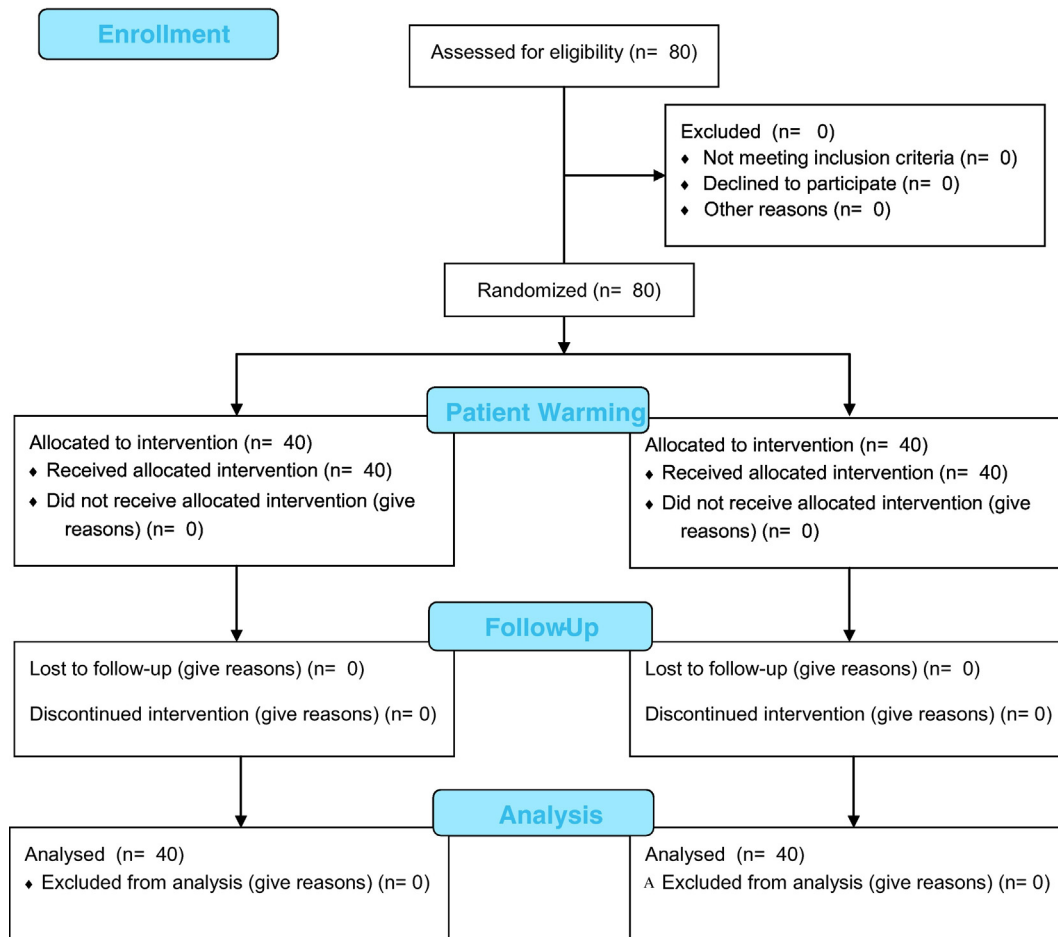 Enrollment
Assessed for eligibility (n= 80)
Excluded (n= 0)
♦ Not meeting inclusion criteria (n= 0)
♦ Declined to participate (n= 0)
♦ Other reasons (n= 0)
Randomized (n= 80)
Patient Warming
Allocated to intervention (n= 40)
♦ Received allocated intervention (n= 40)
♦ Did not receive allocated intervention (give
reasons) (n= 0)
Allocated to intervention (n= 40)
♦ Received allocated intervention (n= 40)
♦ Did not receive allocated intervention (give
reasons) (n= 0)
Follow-Up
Lost to follow-up (give reasons) (n= 0)
Discontinued intervention (give reasons) (n= 0)
Lost to follow-up (give reasons) (n= 0)
Discontinued intervention (give reasons) (n= 0)
Analysis
Analysed (n= 40)
♦ Excluded from analysis (give reasons) (n= 0)
Analysed (n= 40)
A Excluded from analysis (give reasons) (n= 0)